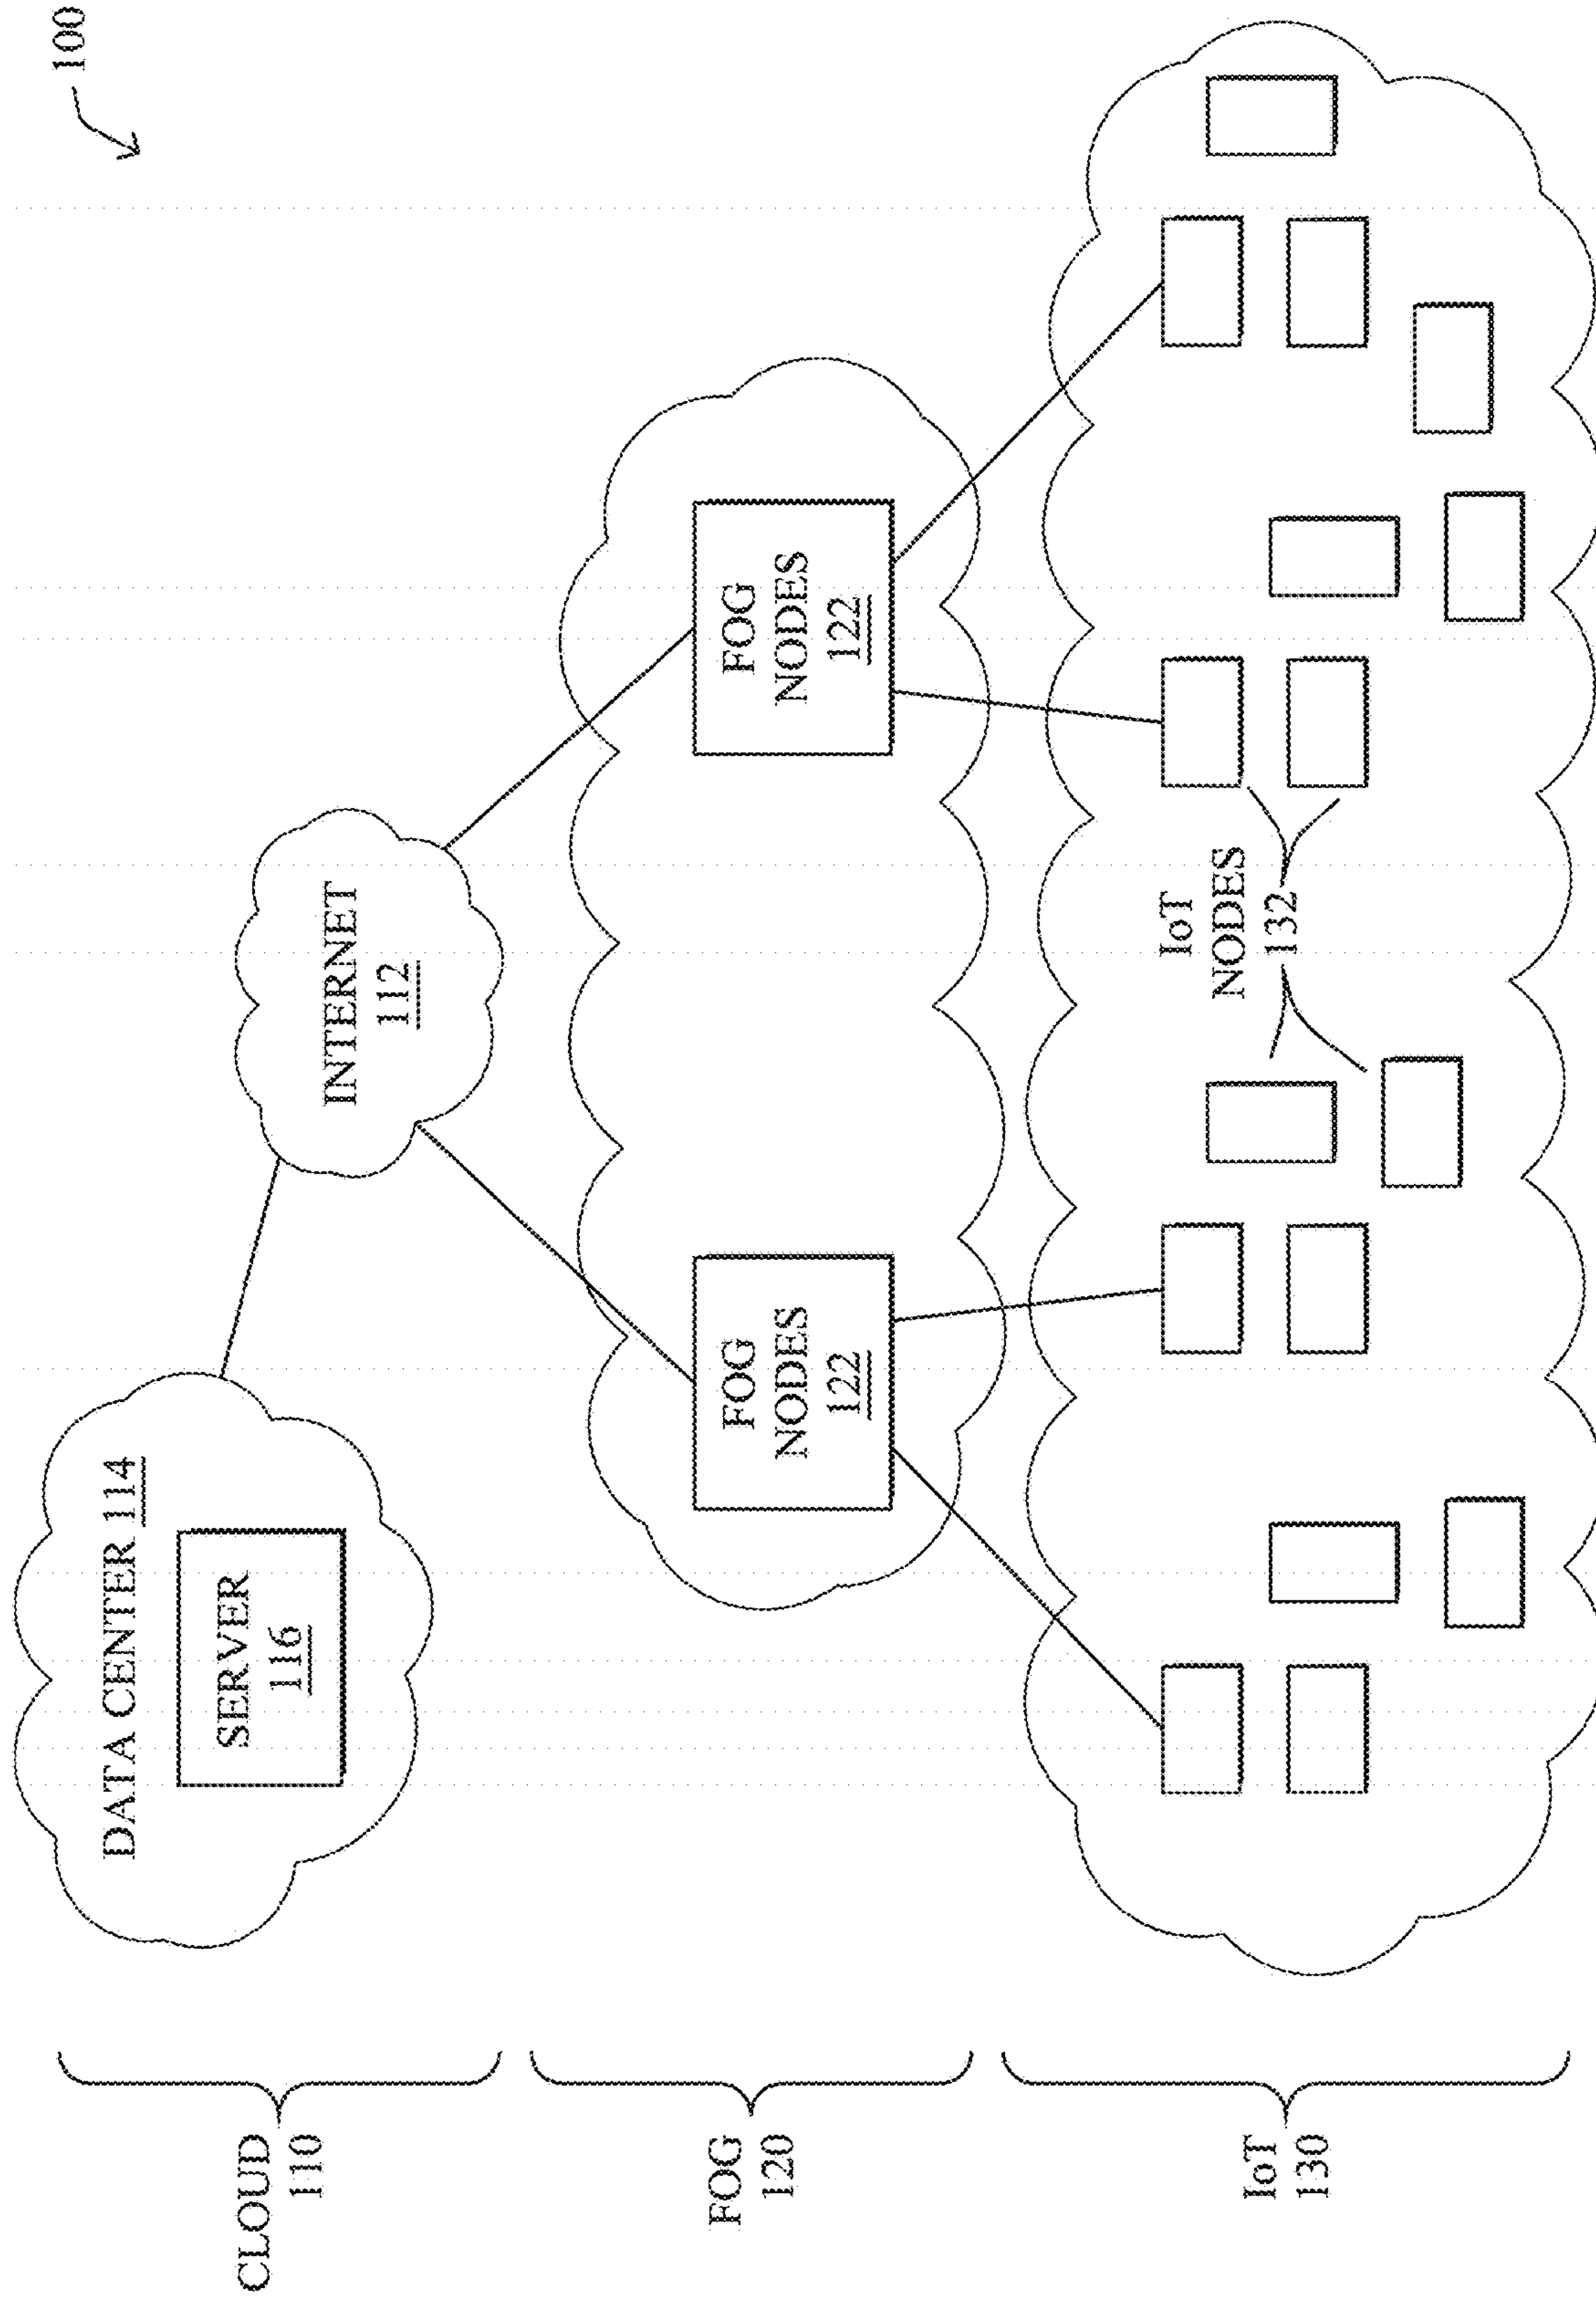 100
CLOUD
110
DATA CENTER 114
SERVER
116
INTERNET
112
FOG
120
FOG
NODES
122
FOG
NODES
122
IoT
130
IoT
NODES
132